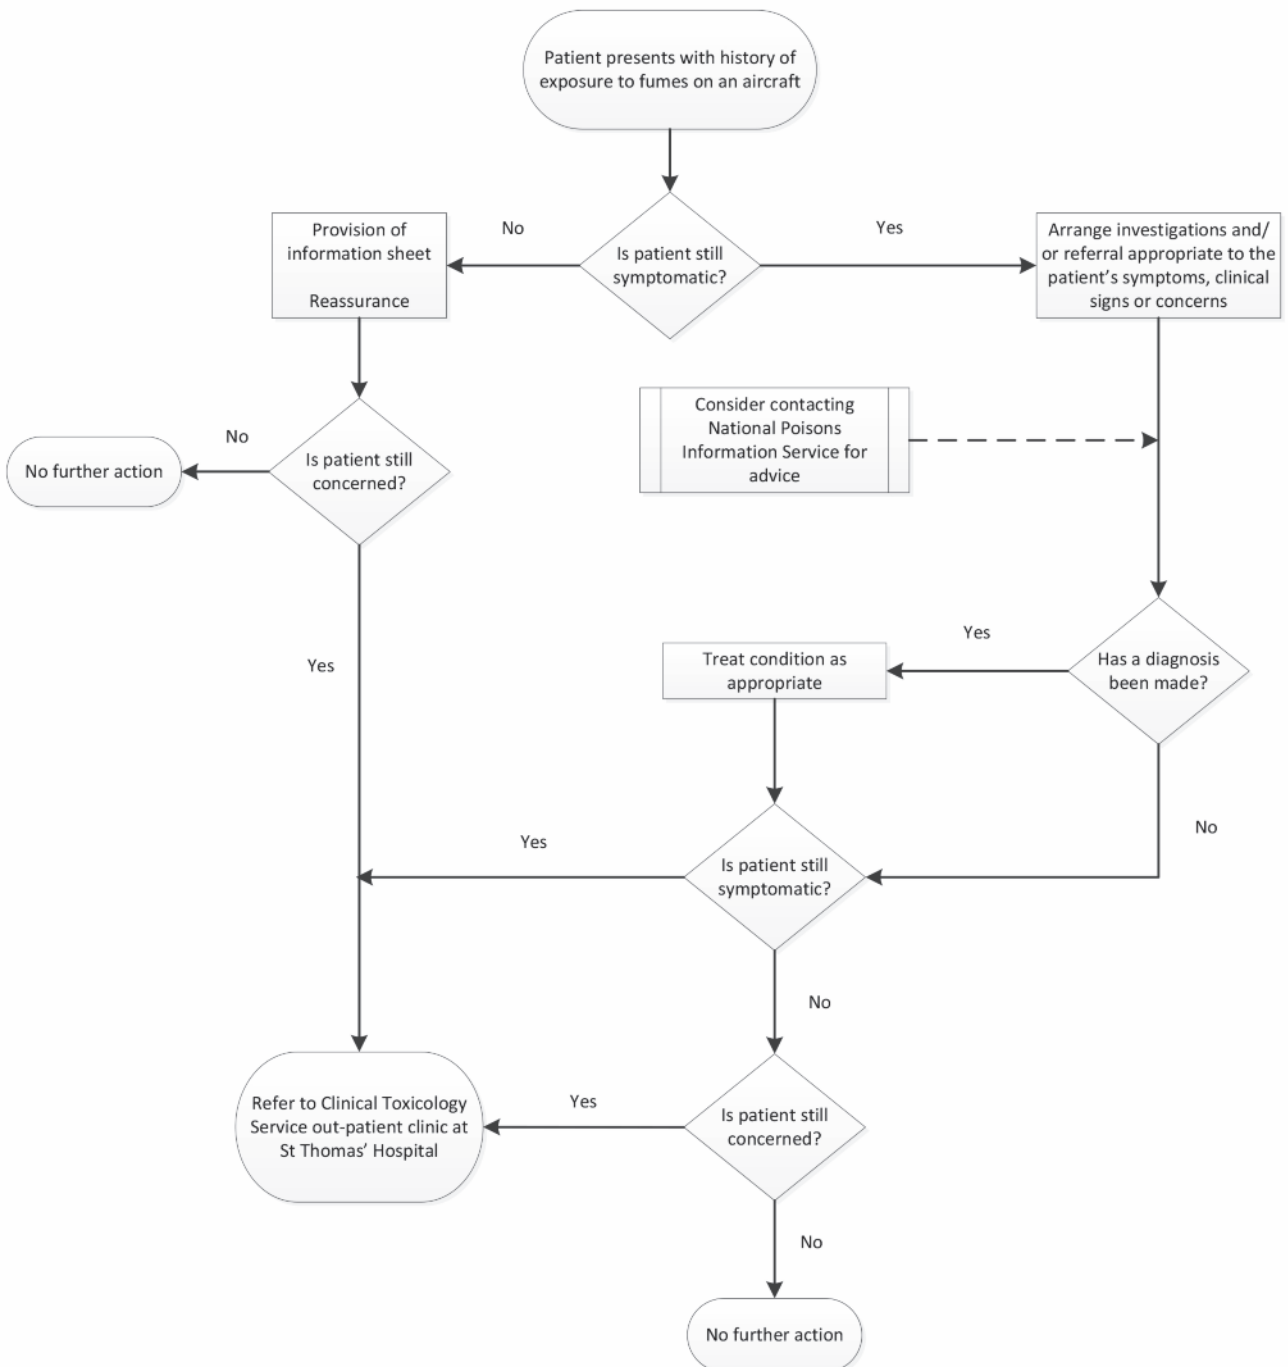 Patient presents with history of
exposure to fumes on an aircraft
No
Yes
Provision of
information sheet
Reassurance
Is patient still
symptomatic?
Arrange investigations and/
or referral appropriate to the
patient’s symptoms, clinical
signs or concerns
Consider contacting
National Poisons
Information Service for
advice
No
No further action
Is patient still
concerned?
Yes
Yes
Treat condition as
appropriate
Has a diagnosis
been made?
No
Yes
Is patient still
symptomatic?
No
Refer to Clinical Toxicology
Service out-patient clinic at
St Thomas’ Hospital
Yes
Is patient still
concerned?
No
No further action